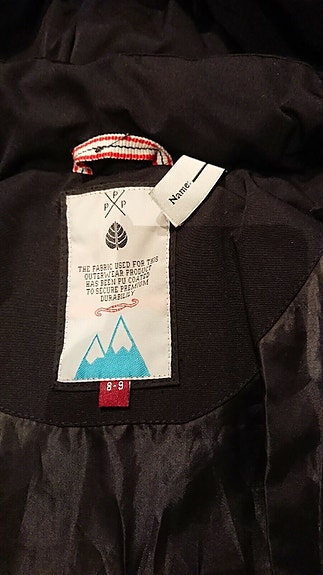 Name:
P
P P
THE FABRIC USED FOR THIS
OUTERWEAR PRODUCT
HAS BEEN PU COATED
TO SECURE PREMIUM
DURABILITY
8-9